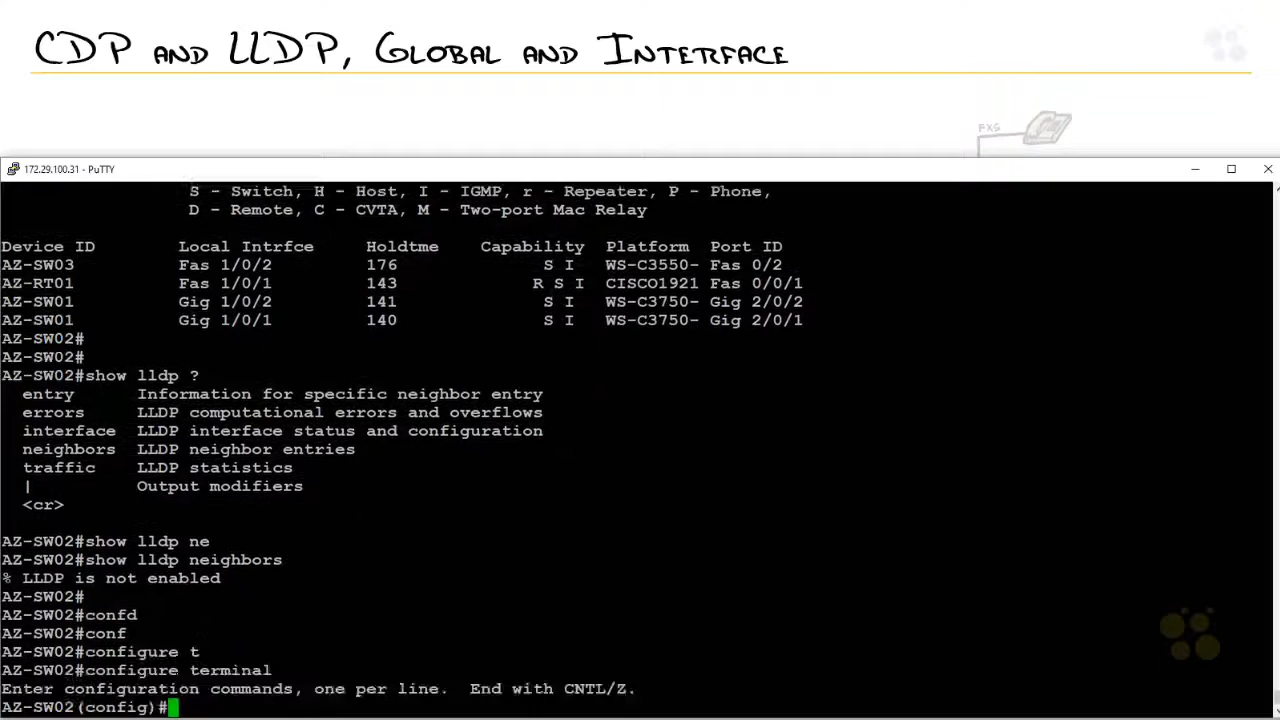 CDP AND LLDP, GLOBAL AND INTERFACE
FXS
172.29.100.31 - PuTTY
S - Switch, H - Host, I - IGMP, r - Repeater, P - Phone,
D - Remote, C - CVTA, M - Two-port Mac Relay
Device ID Local Intrfce Holdtme Capability Platform Port ID
AZ-SW03 Fas 1/0/2 176 S I WS-C3550- Fas 0/2
AZ-RT01 Fas 1/0/1 143 R S I CISCO1921 Fas 0/0/1
AZ-SW01 Gig 1/0/2 141 S I WS-C3750- Gig 2/0/2
AZ-SW01 Gig 1/0/1 140 S I WS-C3750- Gig 2/0/1
AZ-SW02#
AZ-SW02#
AZ-SW02#show lldp ?
entry Information for specific neighbor entry
errors LLDP computational errors and overflows
interface LLDP interface status and configuration
neighbors LLDP neighbor entries
traffic LLDP statistics
| Output modifiers
<cr>
AZ-SW02#show lldp ne
AZ-SW02#show lldp neighbors
% LLDP is not enabled
AZ-SW02#
AZ-SW02#confd
AZ-SW02#conf
AZ-SW02#configure t
AZ-SW02#configure terminal
Enter configuration commands, one per line. End with CNTL/Z.
AZ-SW02(config)#